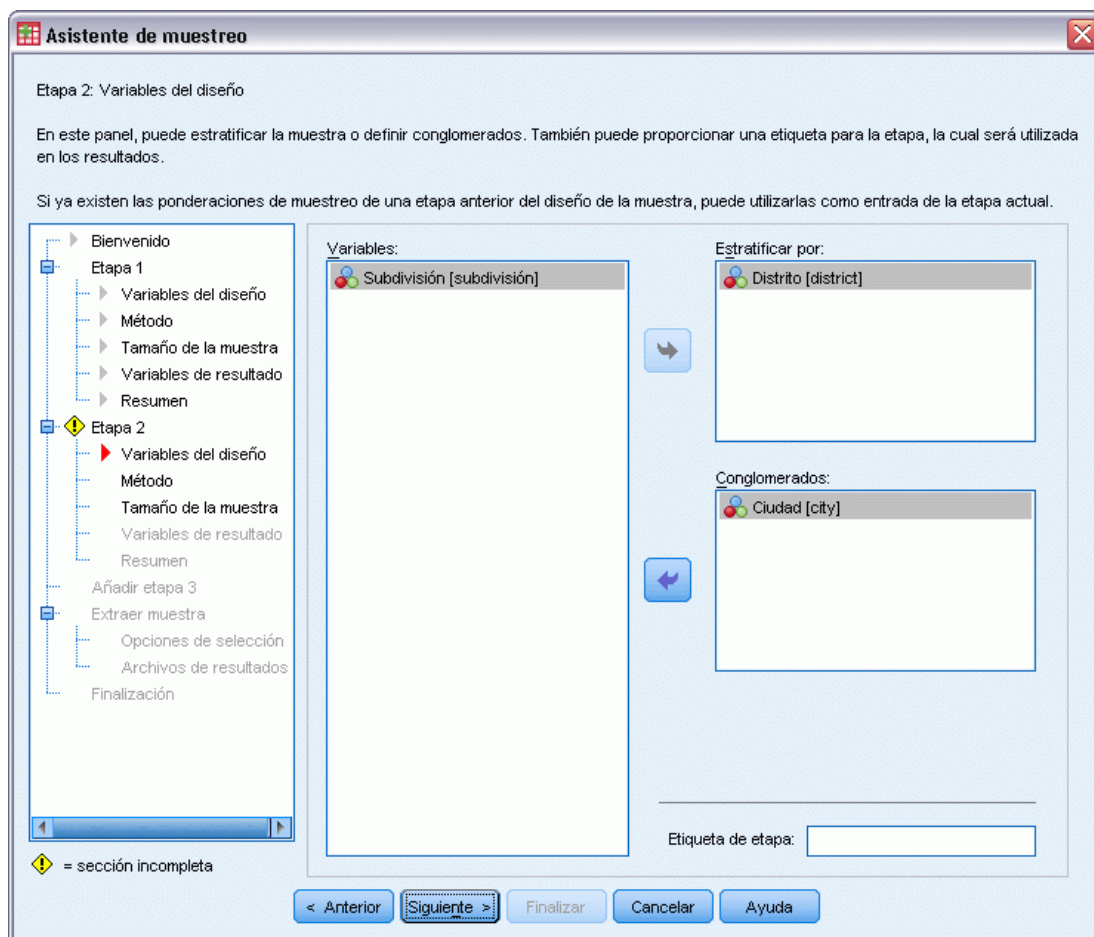 Asistente de muestreo
Etapa 2: Variables del diseño
En este panel, puede estratificar la muestra o definir conglomerados. También puede proporcionar una etiqueta para la etapa, la cual será utilizada
en los resultados.
Si ya existen las ponderaciones de muestreo de una etapa anterior del diseño de la muestra, puede utilizarlas como entrada de la etapa actual.
Bienvenido
Etapa 1
Variables del diseño
Método
Tamaño de la muestra
Variables de resultado
Resumen
Etapa 2
Variables del diseño
Método
Tamaño de la muestra
Variables de resultado
Resumen
Añadir etapa 3
Extraer muestra
Opciones de selección
Archivos de resultados
Finalización
! = sección incompleta
Variables:
Subdivisión [subdivisión]
Estratificar por:
Distrito [district]
Conglomerados:
Ciudad [city]
Etiqueta de etapa:
< Anterior
Siguiente >
Finalizar
Cancelar
Ayuda